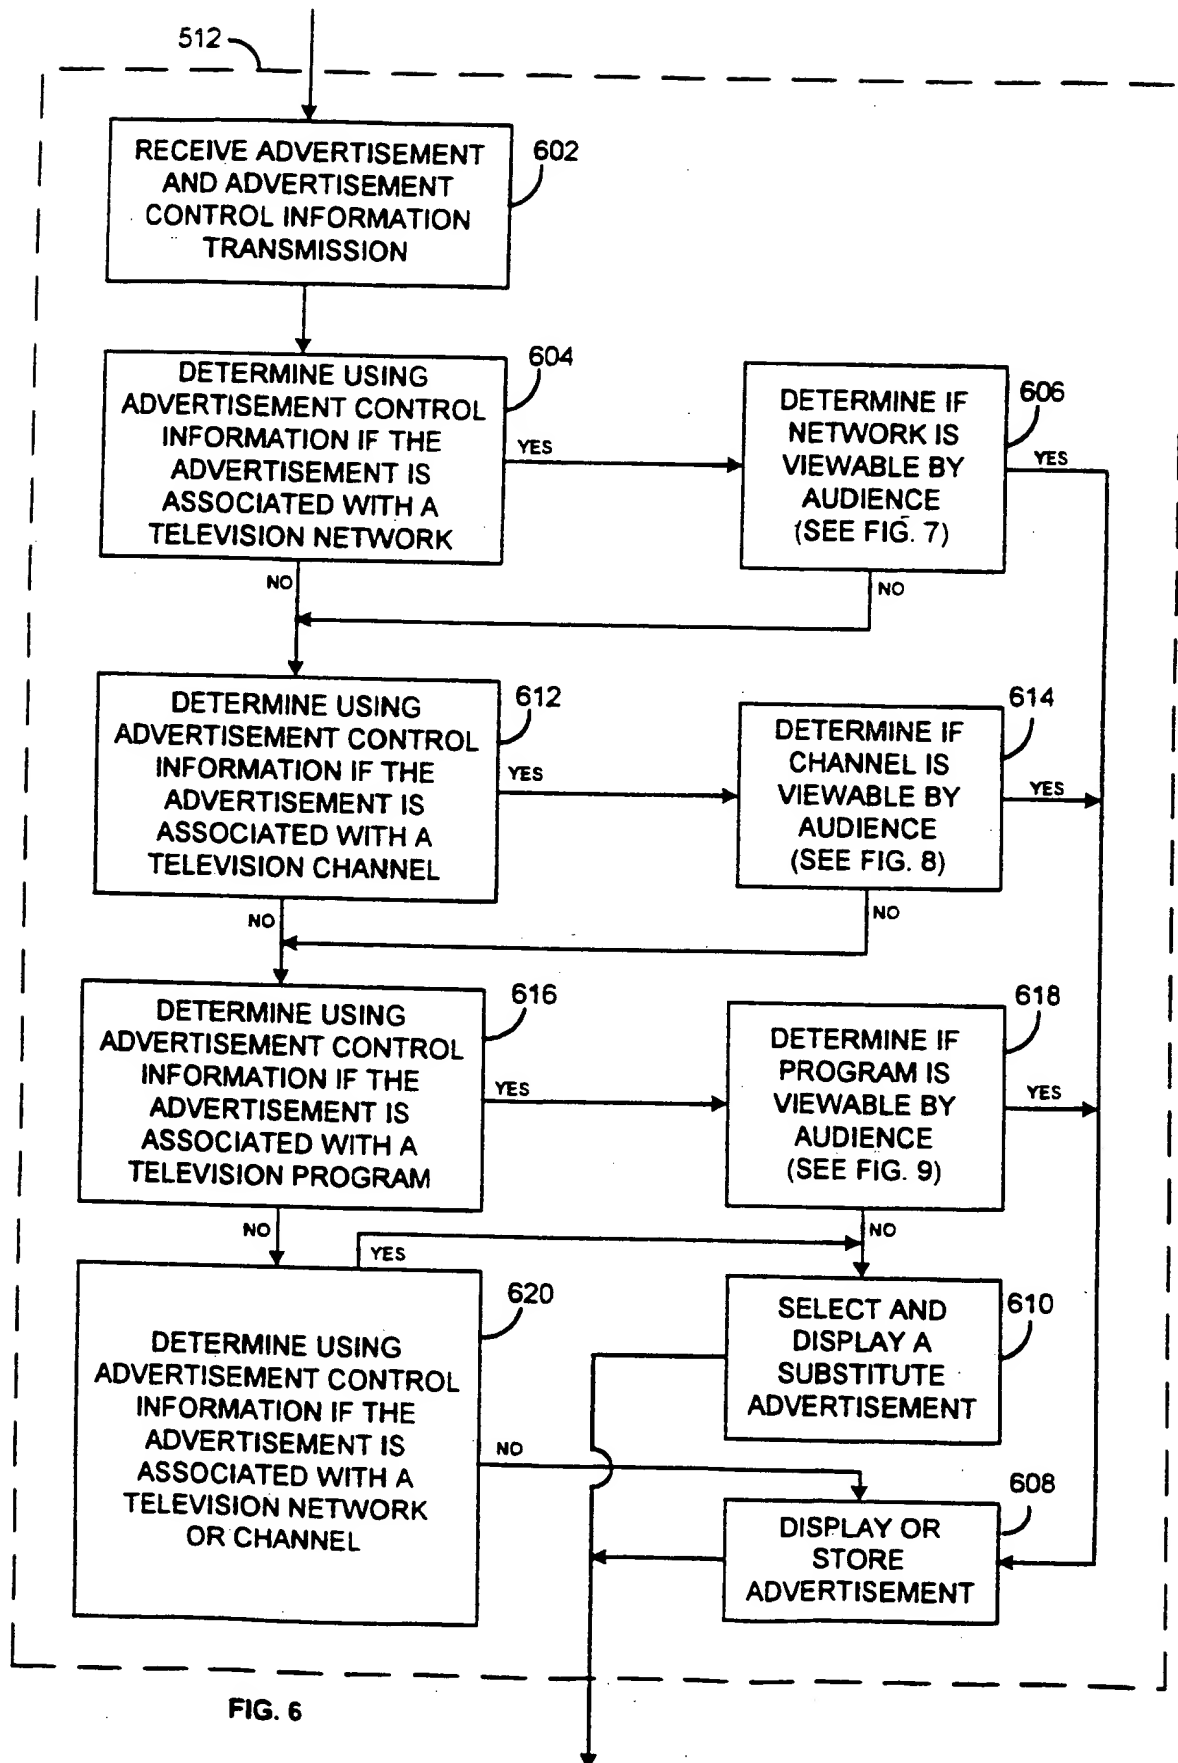 512
RECEIVE ADVERTISEMENT
AND ADVERTISEMENT
CONTROL INFORMATION
TRANSMISSION
602
DETERMINE USING
ADVERTISEMENT CONTROL
INFORMATION IF THE
ADVERTISEMENT IS
ASSOCIATED WITH A
TELEVISION NETWORK
604
YES
NO
DETERMINE IF
NETWORK IS
VIEWABLE BY
AUDIENCE
(SEE FIG. 7)
606
YES
NO
DETERMINE USING
ADVERTISEMENT CONTROL
INFORMATION IF THE
ADVERTISEMENT IS
ASSOCIATED WITH A
TELEVISION CHANNEL
612
YES
NO
DETERMINE IF
CHANNEL IS
VIEWABLE BY
AUDIENCE
(SEE FIG. 8)
614
YES
NO
DETERMINE USING
ADVERTISEMENT CONTROL
INFORMATION IF THE
ADVERTISEMENT IS
ASSOCIATED WITH A
TELEVISION PROGRAM
616
YES
NO
DETERMINE IF
PROGRAM IS
VIEWABLE BY
AUDIENCE
(SEE FIG. 9)
618
YES
NO
YES
DETERMINE USING
ADVERTISEMENT CONTROL
INFORMATION IF THE
ADVERTISEMENT IS
ASSOCIATED WITH A
TELEVISION NETWORK
OR CHANNEL
620
NO
SELECT AND
DISPLAY A
SUBSTITUTE
ADVERTISEMENT
610
DISPLAY OR
STORE
ADVERTISEMENT
608
FIG. 6